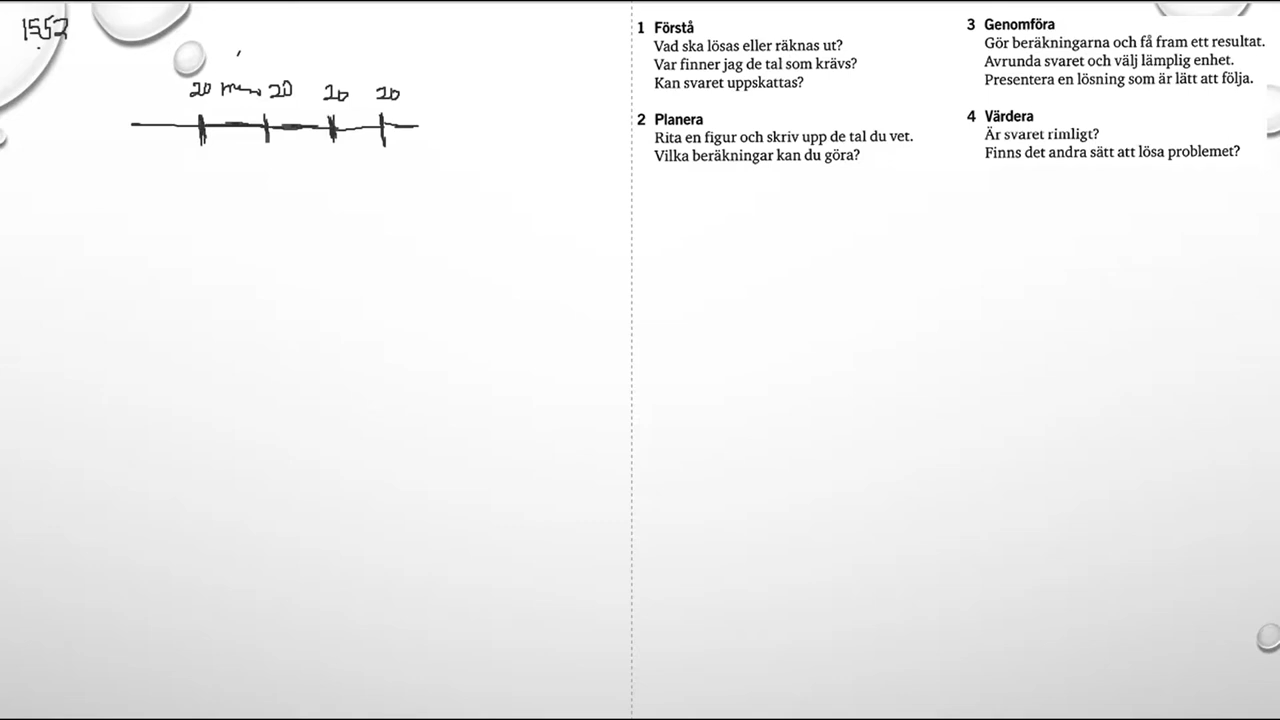 1552
20 min 20 20 20
1 Förstå
Vad ska lösas eller räknas ut?
Var finner jag de tal som krävs?
Kan svaret uppskattas?
2 Planera
Rita en figur och skriv upp de tal du vet.
Vilka beräkningar kan du göra?
3 Genomföra
Gör beräkningarna och få fram ett resultat.
Avrunda svaret och välj lämplig enhet.
Presentera en lösning som är lätt att följa.
4 Värdera
Är svaret rimligt?
Finns det andra sätt att lösa problemet?